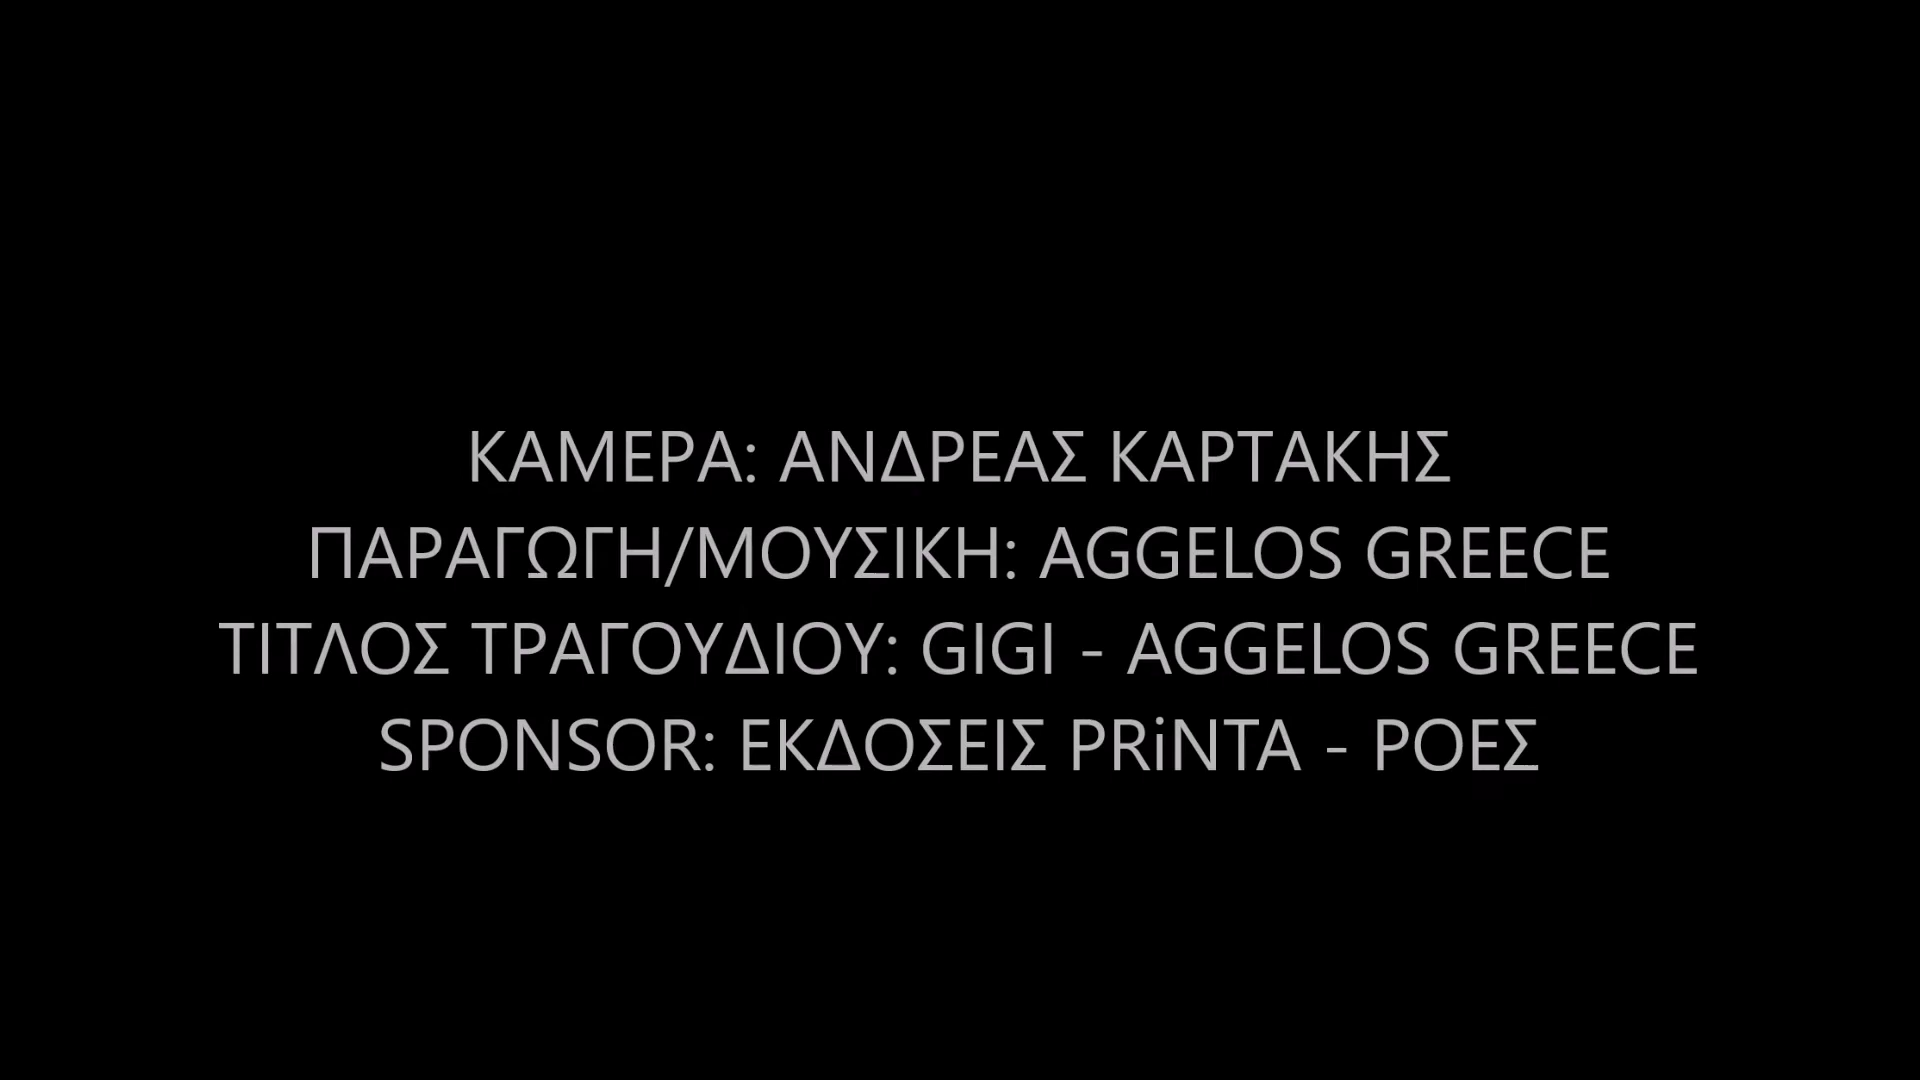 ΚΑΜΕΡΑ: ΑΝΔΡΕΑΣ ΚΑΡΤΑΚΗΣ
ΠΑΡΑΓΩΓΗ/ΜΟΥΣΙΚΗ: AGGELOS GREECE
ΤΙΤΛΟΣ ΤΡΑΓΟΥΔΙΟΥ: GIGI - AGGELOS GREECE
SPONSOR: ΕΚΔΟΣΕΙΣ PRiNTA - ΡΟΕΣ